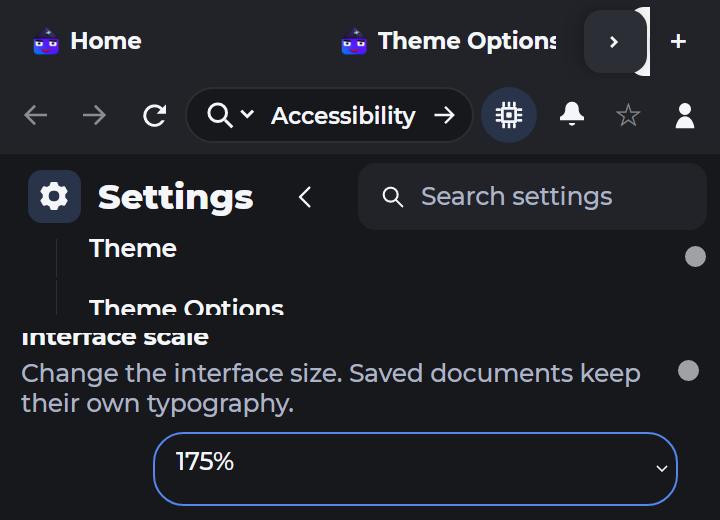 Home
Theme Options
Accessibility
Settings
Search settings
Theme
Theme Options
Interface scale
Change the interface size. Saved documents keep
their own typography.
175%